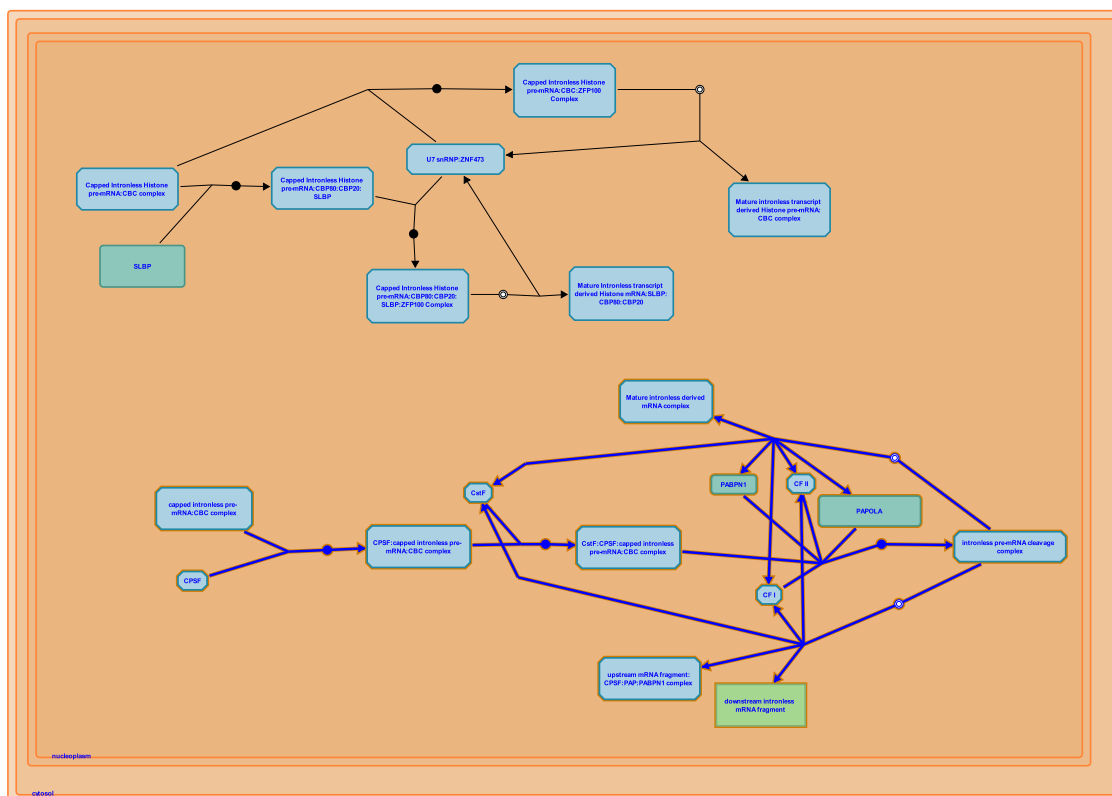 Capped Intronless Histone
pre-mRNA:CBC:ZFP100
Complex
U7 snRNP:ZNF473
Capped Intronless Histone
pre-mRNA:CBC complex
Capped Intronless Histone
pre-mRNA:CBP80:CBP20:
SLBP
Mature intronless transcript
derived Histone pre-mRNA:
CBC complex
SLBP
Capped Intronless Histone
pre-mRNA:CBP80:CBP20:
SLBP:ZFP100 Complex
Mature Intronless transcript
derived Histone mRNA:SLBP:
CBP80:CBP20
Mature intronless derived
mRNA complex
PABPN1
CF II
CstF
PAPOLA
capped intronless pre-
mRNA:CBC complex
CPSF:capped intronless pre-
mRNA:CBC complex
CstF:CPSF:capped intronless
pre-mRNA:CBC complex
intronless pre-mRNA cleavage
complex
CPSF
CF I
upstream mRNA fragment:
CPSF:PAP:PABPN1 complex
downstream intronless
mRNA fragment
nucleoplasm
cytosol